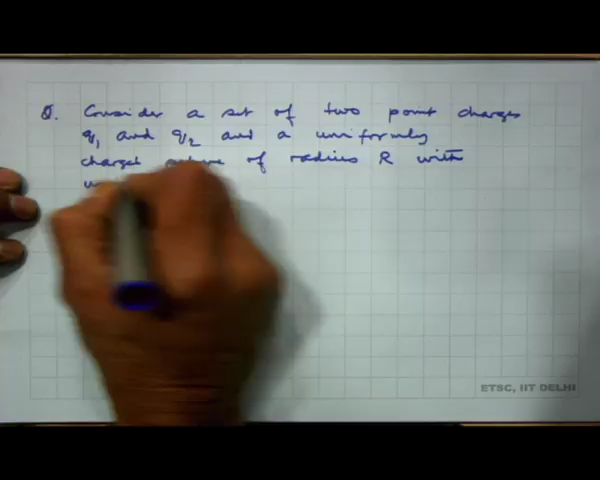 Q. Consider a set of two point charges
q1 and q2 and a uniformly
charged sphere of radius R with
ETSC, IIT DELHI